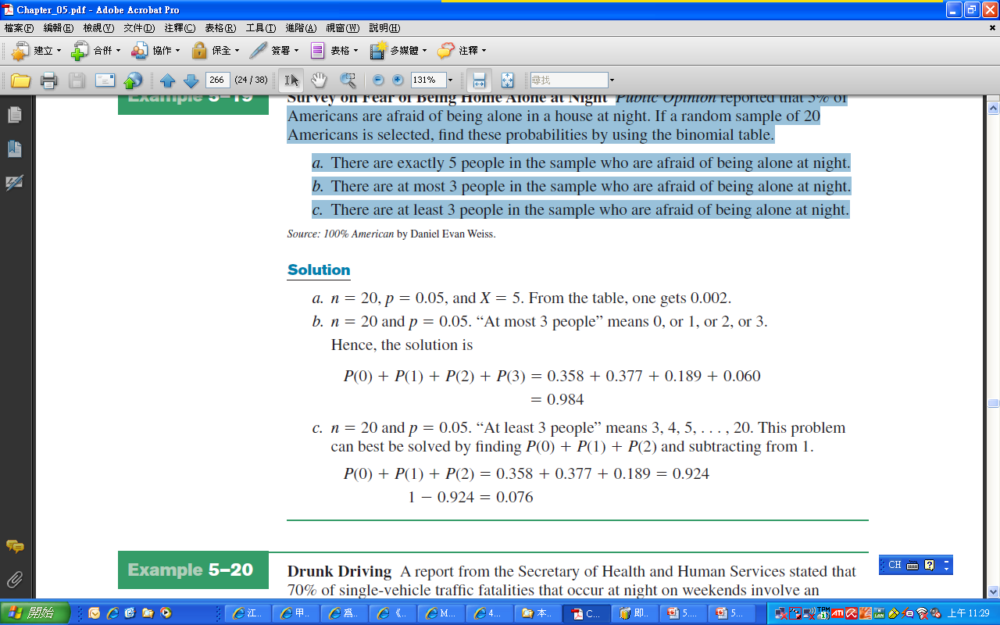 Chapter_05.pdf - Adobe Acrobat Pro
檔案(F) 編輯(E) 檢視(V) 文件(D) 注釋(C) 表格(R) 工具(T) 進階(A) 視窗(W) 說明(H)
建立 合併 協作 保全 簽署 表格 多媒體 注釋
266 (24 / 38) 131% 尋找
Example 5–19 Survey on Fear of Being Home Alone at Night Public Opinion reported that 5% of
Americans are afraid of being alone in a house at night. If a random sample of 20
Americans is selected, find these probabilities by using the binomial table.
a. There are exactly 5 people in the sample who are afraid of being alone at night.
b. There are at most 3 people in the sample who are afraid of being alone at night.
c. There are at least 3 people in the sample who are afraid of being alone at night.
Source: 100% American by Daniel Evan Weiss.
Solution
a. n = 20, p = 0.05, and X = 5. From the table, one gets 0.002.
b. n = 20 and p = 0.05. “At most 3 people” means 0, or 1, or 2, or 3.
Hence, the solution is
P(0) + P(1) + P(2) + P(3) = 0.358 + 0.377 + 0.189 + 0.060
= 0.984
c. n = 20 and p = 0.05. “At least 3 people” means 3, 4, 5, . . . , 20. This problem
can best be solved by finding P(0) + P(1) + P(2) and subtracting from 1.
P(0) + P(1) + P(2) = 0.358 + 0.377 + 0.189 = 0.924
1 − 0.924 = 0.076
Example 5–20 Drunk Driving A report from the Secretary of Health and Human Services stated that
70% of single-vehicle traffic fatalities that occur at night on weekends involve an
CH
開始 江... 甲... 為... 《... M... 4... 本... C... 即... 5.... 5... 上午 11:29